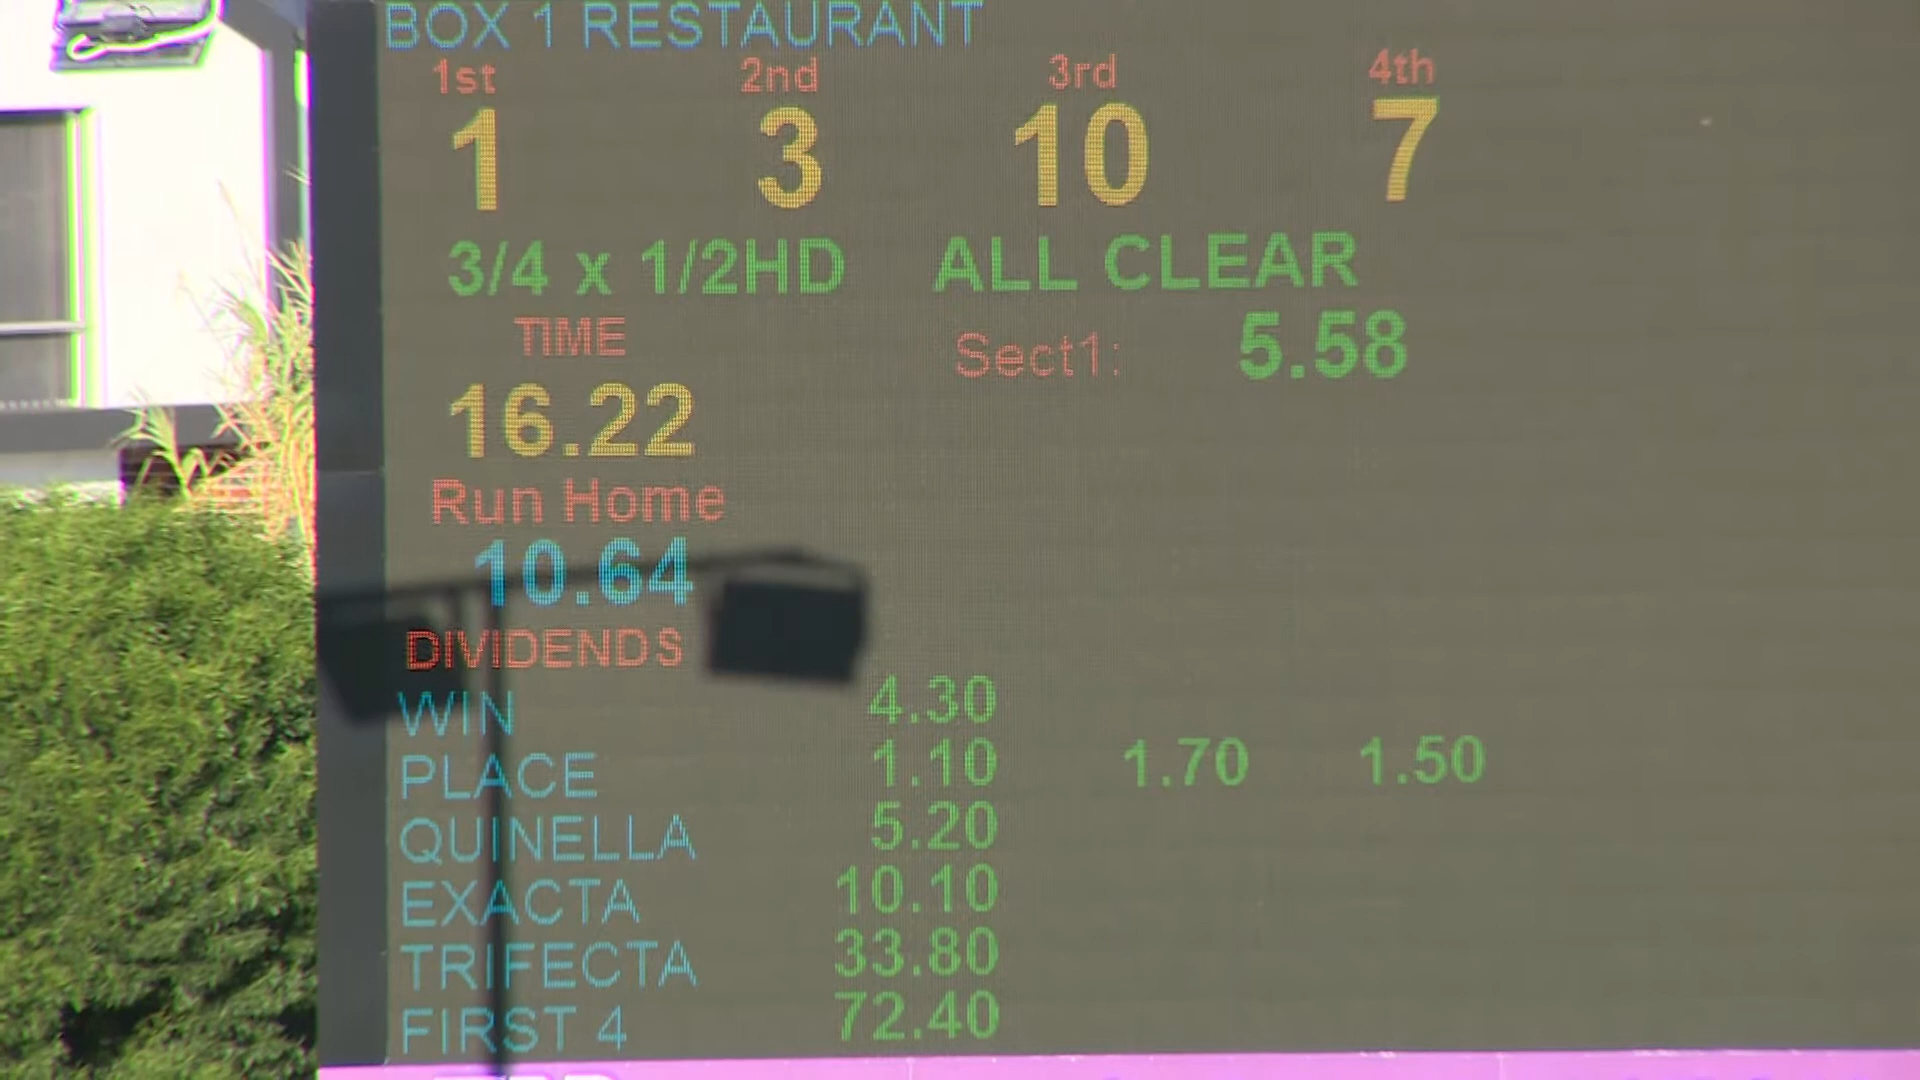 BOX 1 RESTAURANT
1st 2nd 3rd 4th
1 3 10 7
3/4 x 1/2HD ALL CLEAR
TIME Sect1: 5.58
16.22
Run Home
10.64
DIVIDENDS
WIN 4.30
PLACE 1.10 1.70 1.50
QUINELLA 5.20
EXACTA 10.10
TRIFECTA 33.80
FIRST 4 72.40